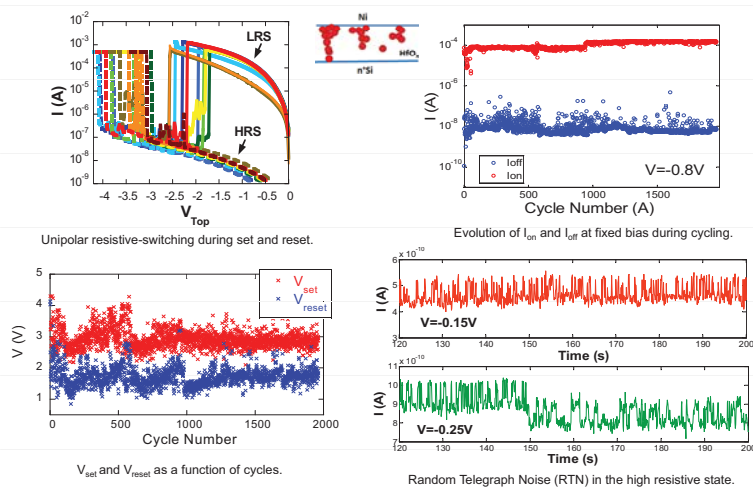 10⁻²
10⁻³
10⁻⁴
10⁻⁵
10⁻⁶
10⁻⁷
10⁻⁸
10⁻⁹
I (A)
LRS
HRS
-4 -3.5 -3 -2.5 -2 -1.5 -1 -0.5 0
V_Top
Unipolar resistive-switching during set and reset.
Ni
HfOₓ
n⁺Si
10⁻⁴
10⁻⁶
10⁻⁸
10⁻¹⁰
I (A)
Ioff
Ion
V=-0.8V
0 500 1000
Cycle Number (A)
Evolution of I_on and I_off at fixed bias during cycling.
5
4
3
2
1
V (V)
V_set
V_reset
0 500 1000 1500 2000
Cycle Number
V_set and V_reset as a function of cycles.
x 10⁻¹⁰
6
5
4
3
I (A)
V=-0.15V
120 130 140 150 160 170 180 190 200
Time (s)
x 10⁻¹⁰
11
10
9
8
7
I (A)
V=-0.25V
120 130 140 150 160 170 180 190 200
Time (s)
Random Telegraph Noise (RTN) in the high resistive state.